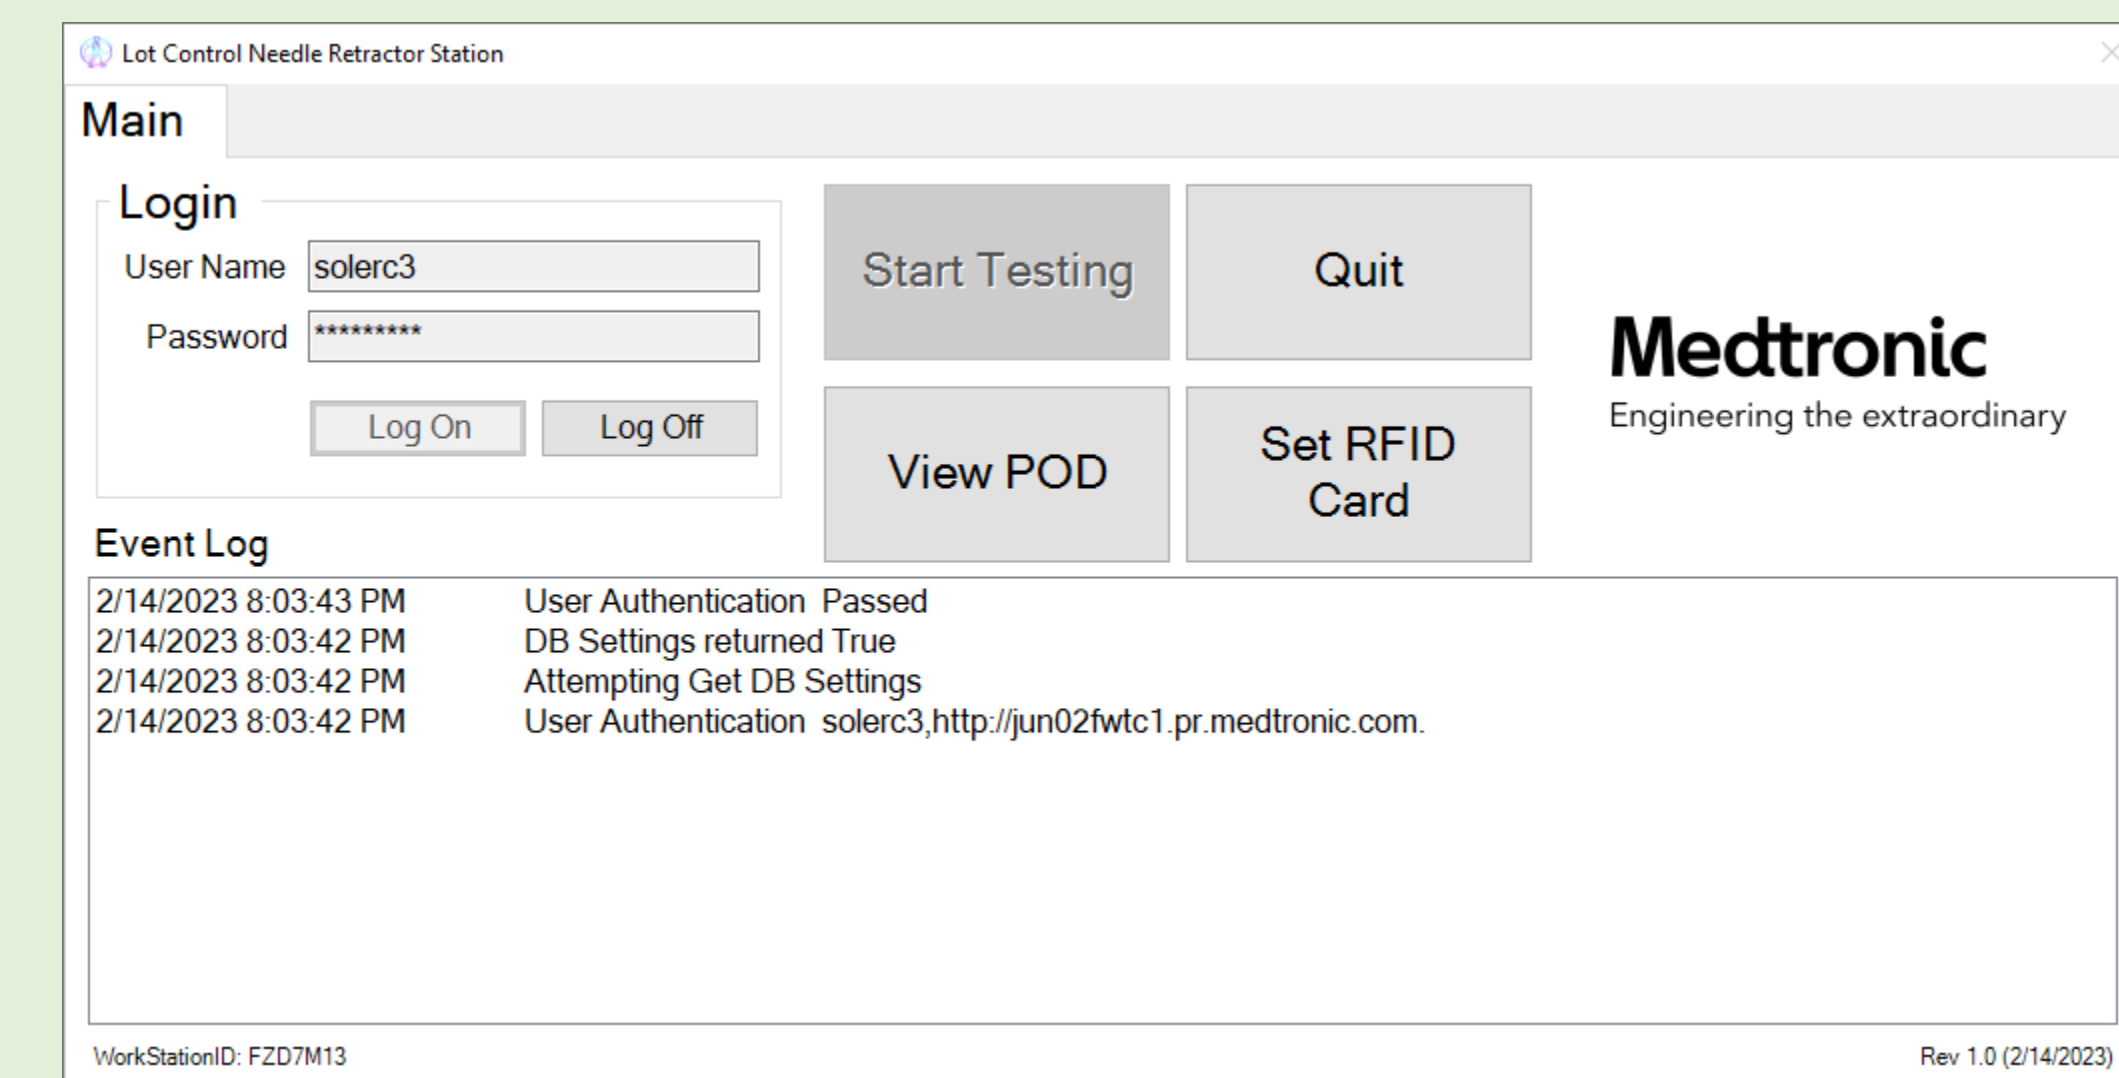 Lot Control Needle Retractor Station
Main
Login
User Name solerc3
Password *********
Log On Log Off
Start Testing Quit
View POD Set RFID
Card
Medtronic
Engineering the extraordinary
Event Log
2/14/2023 8:03:43 PM User Authentication Passed
2/14/2023 8:03:42 PM DB Settings returned True
2/14/2023 8:03:42 PM Attempting Get DB Settings
2/14/2023 8:03:42 PM User Authentication solerc3,http://jun02fwtc1.pr.medtronic.com.
WorkStationID: FZD7M13 Rev 1.0 (2/14/2023)